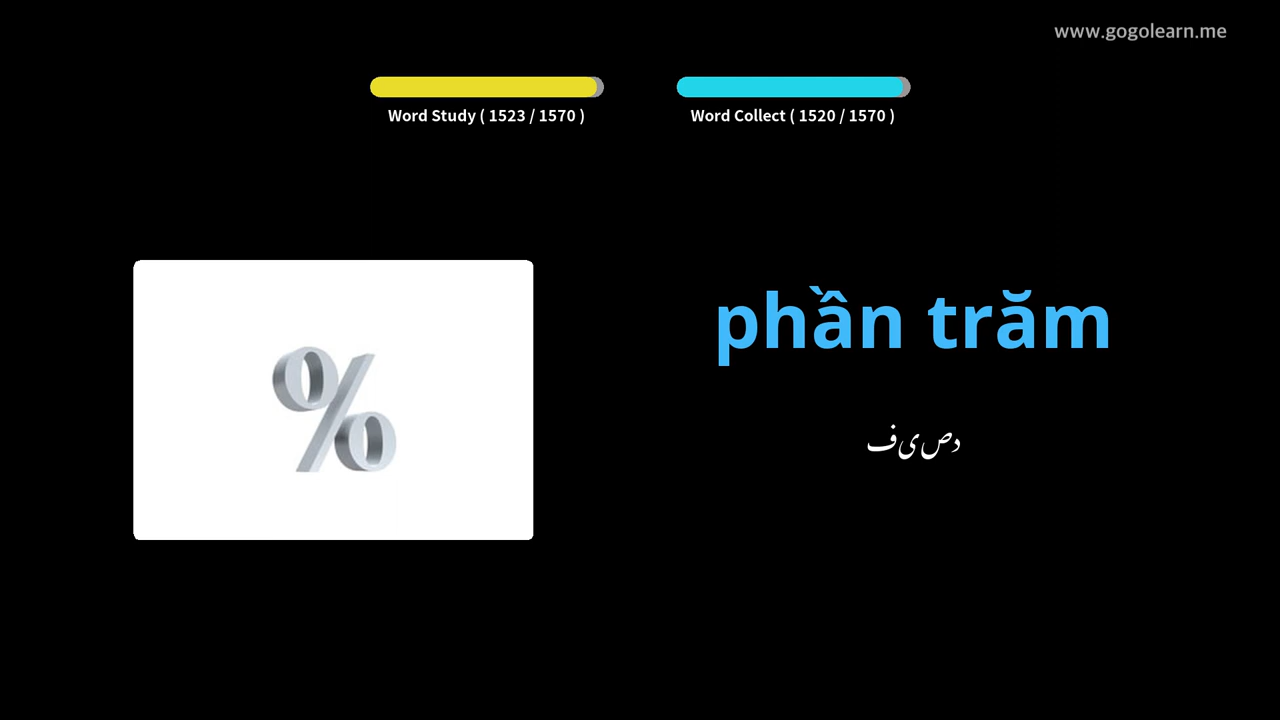 www.gogolearn.me
Word Study ( 1523 / 1570 )
Word Collect ( 1520 / 1570 )
phần trăm
فیصد